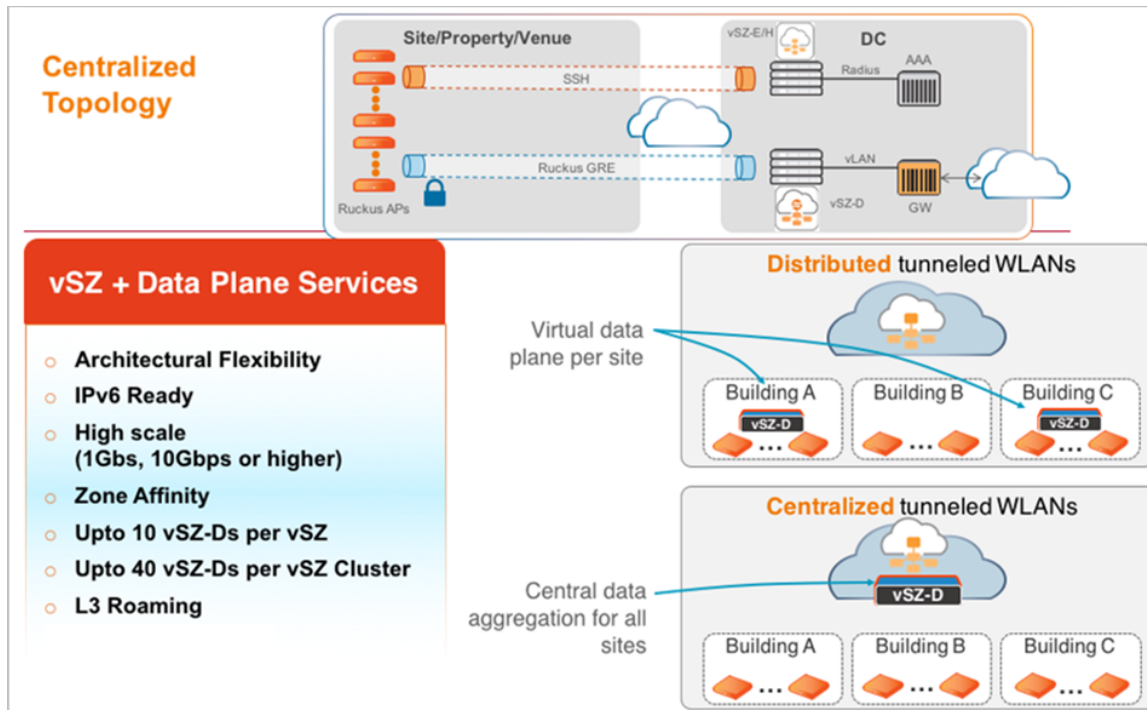 Centralized
Topology
Site/Property/Venue
vSZ-E/H
DC
AAA
SSH
Radius
Ruckus GRE
vLAN
Ruckus APs
vSZ-D
GW
vSZ + Data Plane Services
Architectural Flexibility
IPv6 Ready
High scale
(1Gbs, 10Gbps or higher)
Zone Affinity
Upto 10 vSZ-Ds per vSZ
Upto 40 vSZ-Ds per vSZ Cluster
L3 Roaming
Distributed tunneled WLANs
Virtual data
plane per site
Building A
Building B
Building C
vSZ-D
vSZ-D
Centralized tunneled WLANs
vSZ-D
Central data
aggregation for all
sites
Building A
Building B
Building C